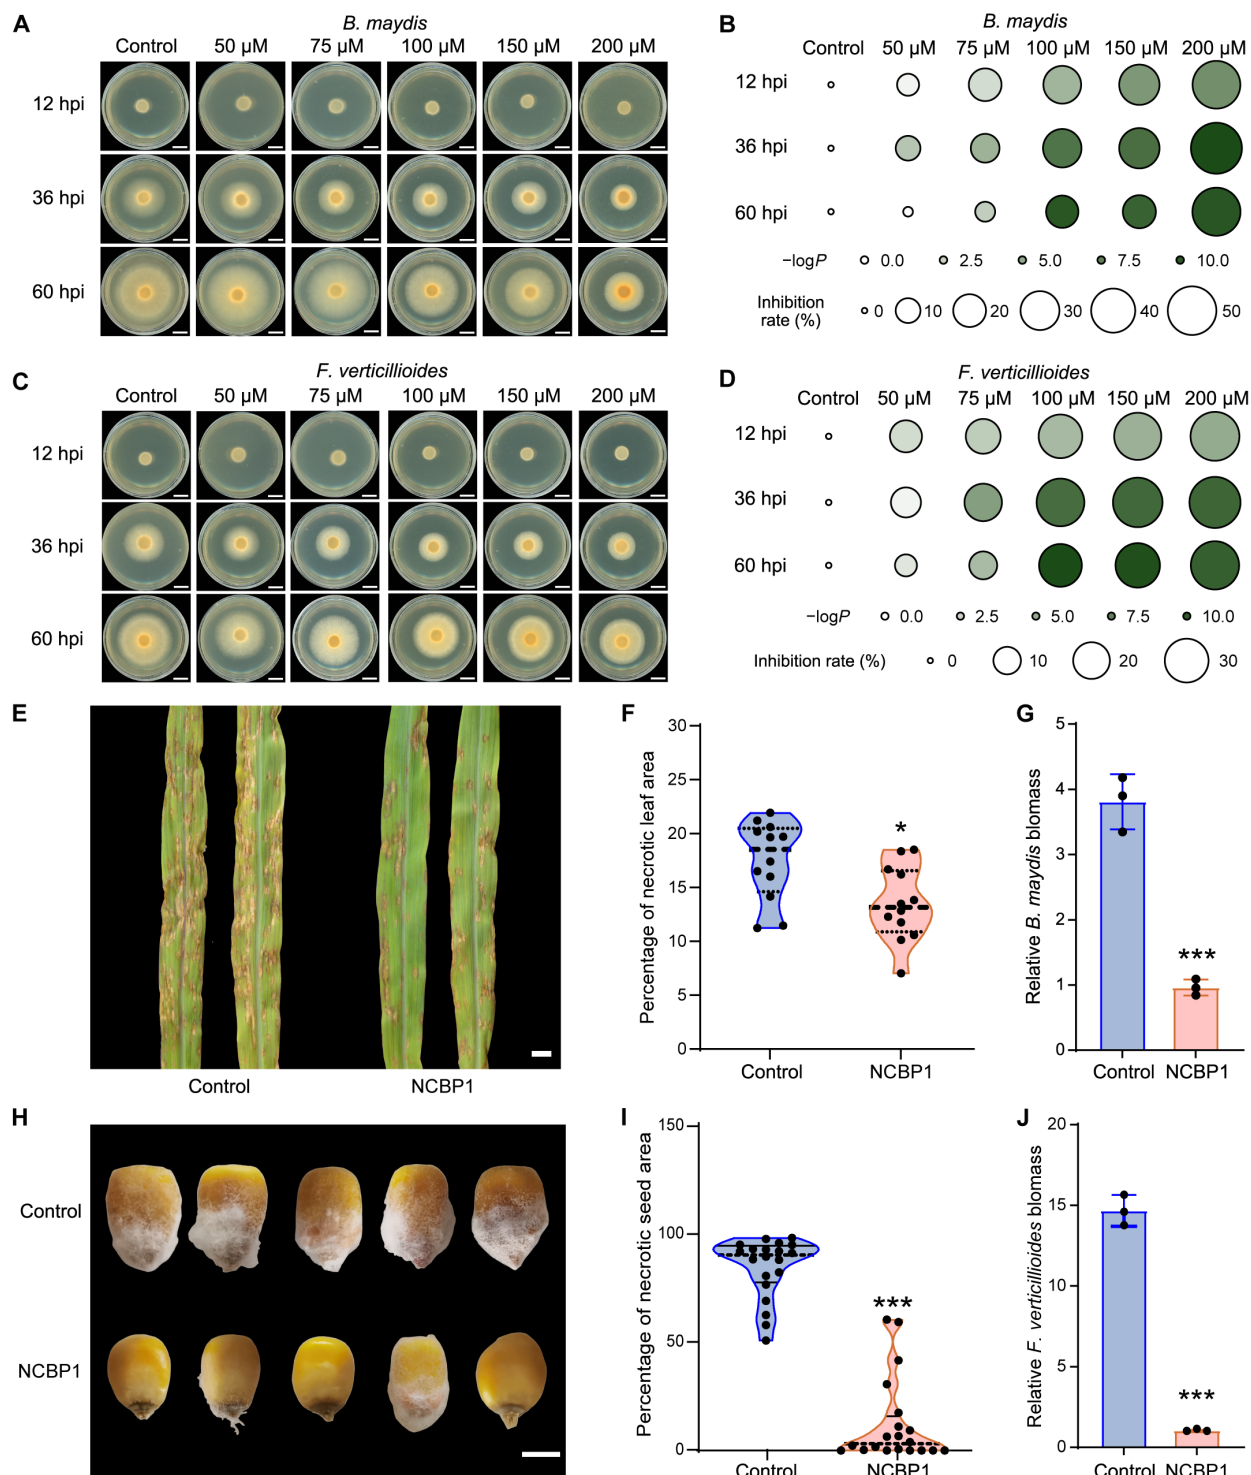 A
B. maydis
Control 50 µM 75 µM 100 µM 150 µM 200 µM
12 hpi
36 hpi
60 hpi
B
B. maydis
Control 50 µM 75 µM 100 µM 150 µM 200 µM
12 hpi
36 hpi
60 hpi
−logP 0.0 2.5 5.0 7.5 10.0
Inhibition
rate (%)
0 10 20 30 40 50
C
F. verticillioides
Control 50 µM 75 µM 100 µM 150 µM 200 µM
12 hpi
36 hpi
60 hpi
D
F. verticillioides
Control 50 µM 75 µM 100 µM 150 µM 200 µM
12 hpi
36 hpi
60 hpi
−logP 0.0 2.5 5.0 7.5 10.0
Inhibition rate (%) 0 10 20 30
E
Control NCBP1
F
Percentage of necrotic leaf area
30
25
20
15
10
5
0
*
Control NCBP1
G
Relative B. maydis biomass
5
4
3
2
1
0
***
Control NCBP1
H
Control
NCBP1
I
Percentage of necrotic seed area
150
100
50
0
***
Control NCBP1
J
Relative F. verticillioides biomass
20
15
10
5
0
***
Control NCBP1